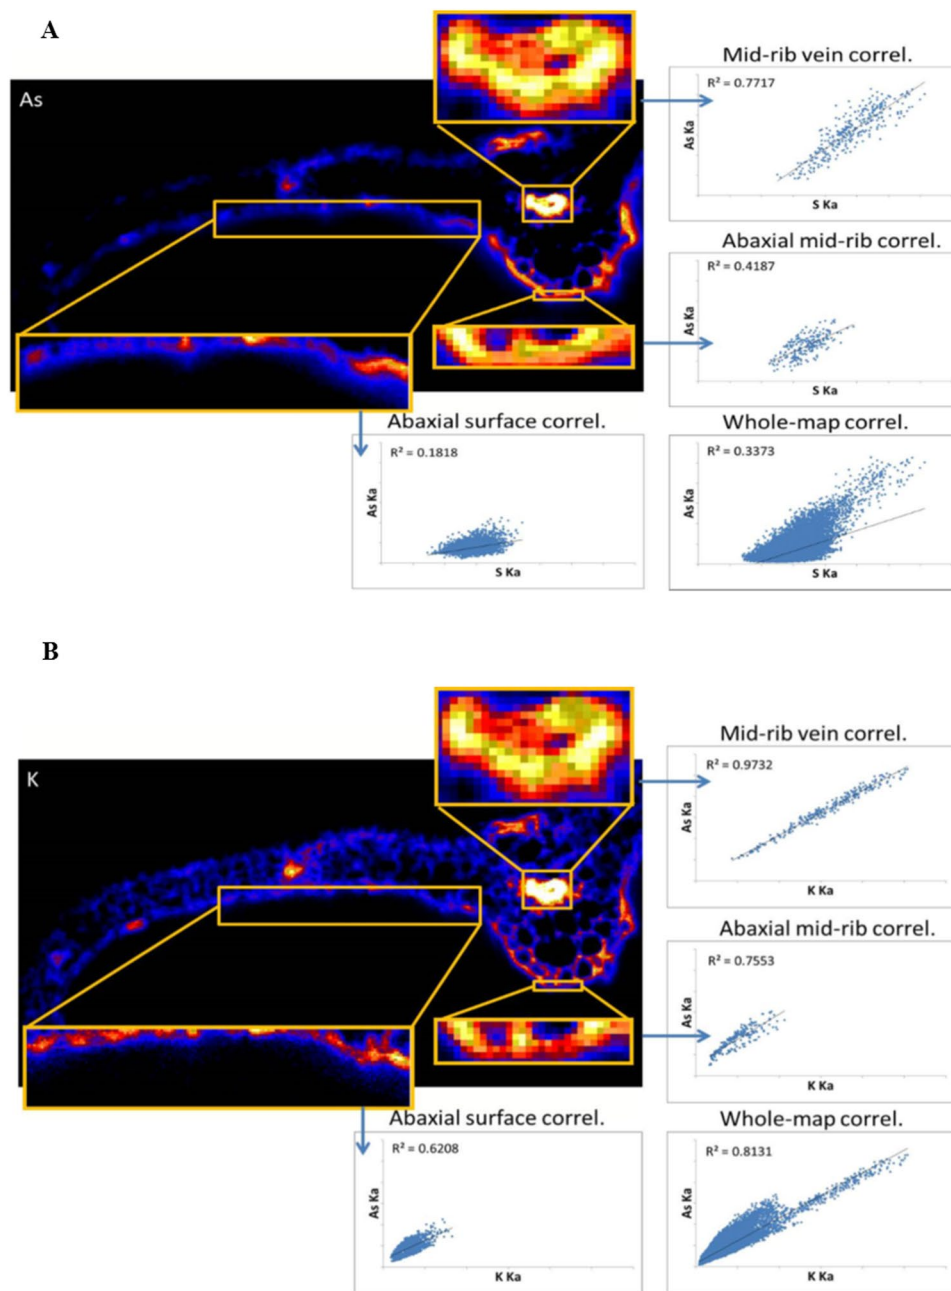 A
As
Mid-rib vein correl.
R² = 0.7717
As Ka
S Ka
Abaxial mid-rib correl.
R² = 0.4187
As Ka
S Ka
Abaxial surface correl.
R² = 0.1818
As Ka
S Ka
Whole-map correl.
R² = 0.3373
As Ka
S Ka
B
K
Mid-rib vein correl.
R² = 0.9732
As Ka
K Ka
Abaxial mid-rib correl.
R² = 0.7553
As Ka
K Ka
Abaxial surface correl.
R² = 0.6208
As Ka
K Ka
Whole-map correl.
R² = 0.8131
As Ka
K Ka